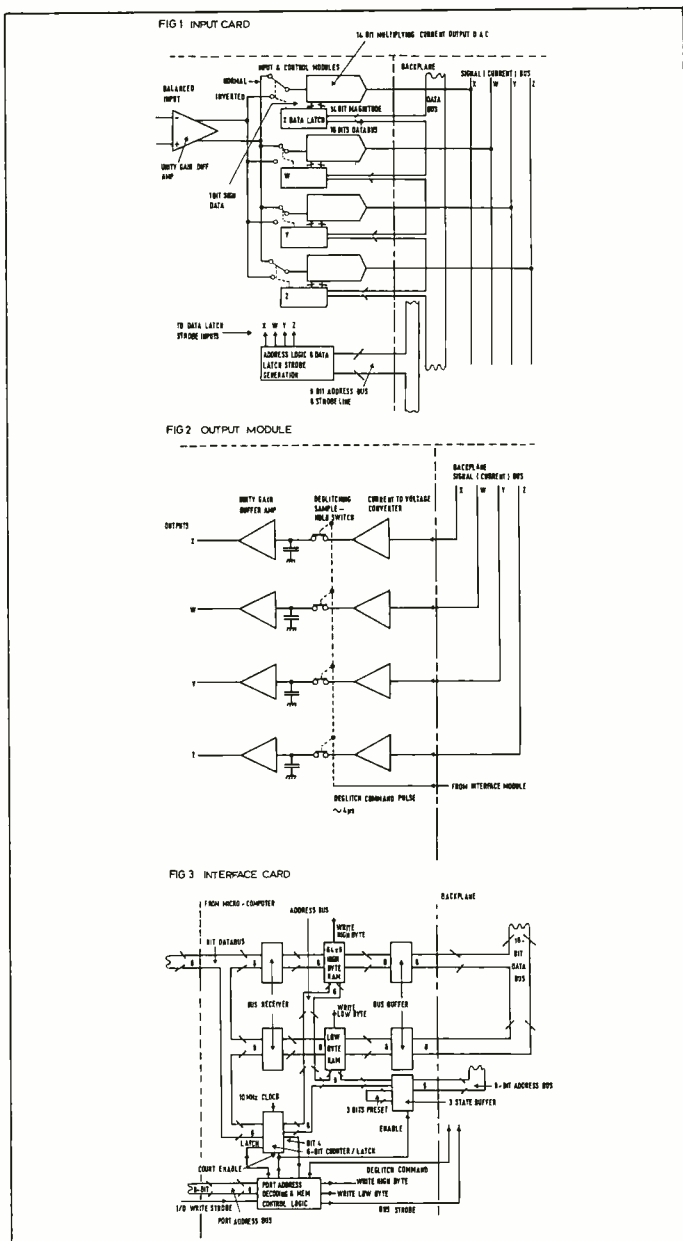 FIG 1 INPUT CARD
14 BIT MULTIPLYING CURRENT OUTPUT D A C
INPUT & CONTROL MODULES
BACKPLANE
SIGNAL (CURRENT) BUS
X W Y Z
NORMAL
INVERTED
BALANCED
INPUT
UNITY GAIN DIFF
AMP
1 BIT SIGN
DATA
14 BIT MAGNITUDE
X DATA LATCH
16 BITS DATABUS
DATA
BUS
W
Y
Z
TO DATA LATCH
STROBE INPUTS
X W Y Z
ADDRESS LOGIC & DATA
LATCH STROBE
GENERATION
8 BIT ADDRESS BUS
& STROBE LINE
FIG 2 OUTPUT MODULE
BACKPLANE
SIGNAL (CURRENT) BUS
X W Y Z
OUTPUTS
UNITY GAIN
BUFFER AMP
DEGLITCHING
SAMPLE –
HOLD SWITCH
CURRENT TO VOLTAGE
CONVERTER
X
W
Y
Z
DEGLITCH COMMAND PULSE
~ 4µs
FROM INTERFACE MODULE
FIG 3 INTERFACE CARD
FROM MICRO-COMPUTER
ADDRESS BUS
BACKPLANE
BIT DATABUS
WRITE
HIGH BYTE
64 x 8
HIGH
BYTE
RAM
16-
BIT
DATA
BUS
BUS RECEIVER
WRITE
LOW BYTE
BUS BUFFER
LOW
BYTE
RAM
8-BIT ADDRESS BUS
3 STATE BUFFER
3 BITS PRESET
ENABLE
10 MHz CLOCK
LATCH
BIT 4
6-BIT COUNTER / LATCH
COURT ENABLE
DEGLITCH COMMAND
8-BIT
PORT ADDRESS
DECODING & MEM
CONTROL LOGIC
WRITE HIGH BYTE
WRITE LOW BYTE
BUS STROBE
I/O WRITE STROBE
PORT ADDRESS BUS